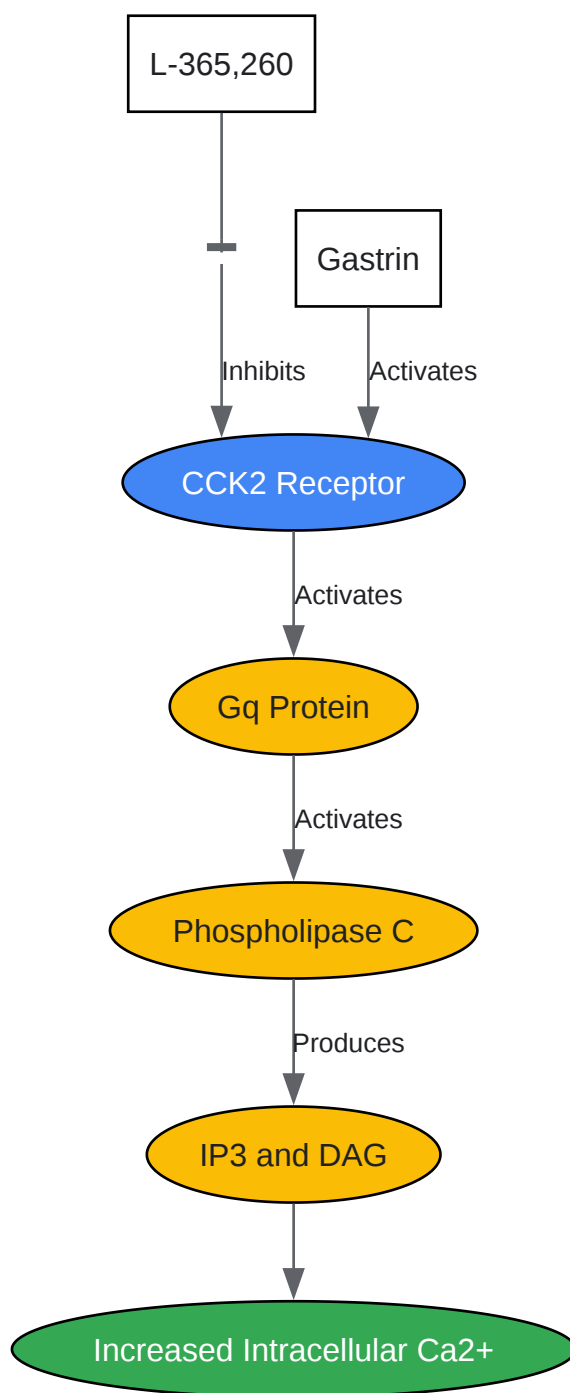 L-365,260
Gastrin
Inhibits
Activates
CCK2 Receptor
Activates
Gq Protein
Activates
Phospholipase C
Produces
IP3 and DAG
Increased Intracellular Ca2+